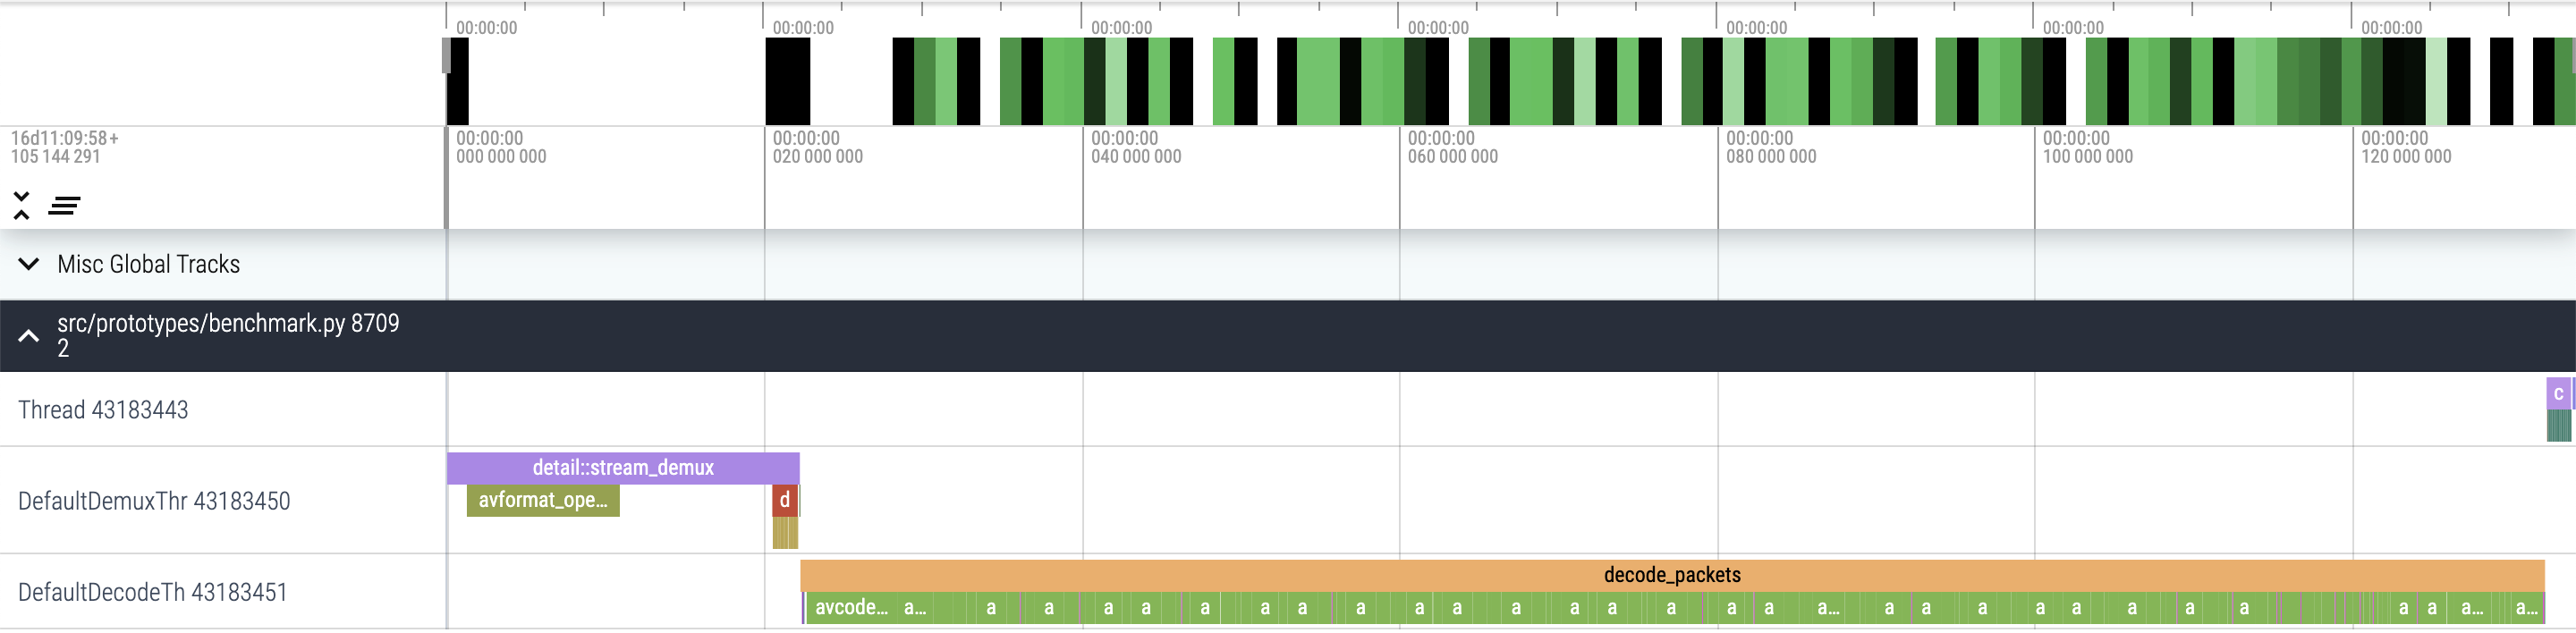 00:00:00 00:00:00 00:00:00 00:00:00 00:00:00 00:00:00 00:00:00
16d11:09:58+ 00:00:00 00:00:00 00:00:00 00:00:00 00:00:00 00:00:00 00:00:00
105 144 291 000 000 000 020 000 000 040 000 000 060 000 000 080 000 000 100 000 000 120 000 000
Misc Global Tracks
src/prototypes/benchmark.py 8709
2
Thread 43183443 c
detail::stream_demux
DefaultDemuxThr 43183450 avformat_ope... d
decode_packets
DefaultDecodeTh 43183451 avcode... a... a a a a a a a a a a a a a a a a a... a a a a a a a a a a a... a...